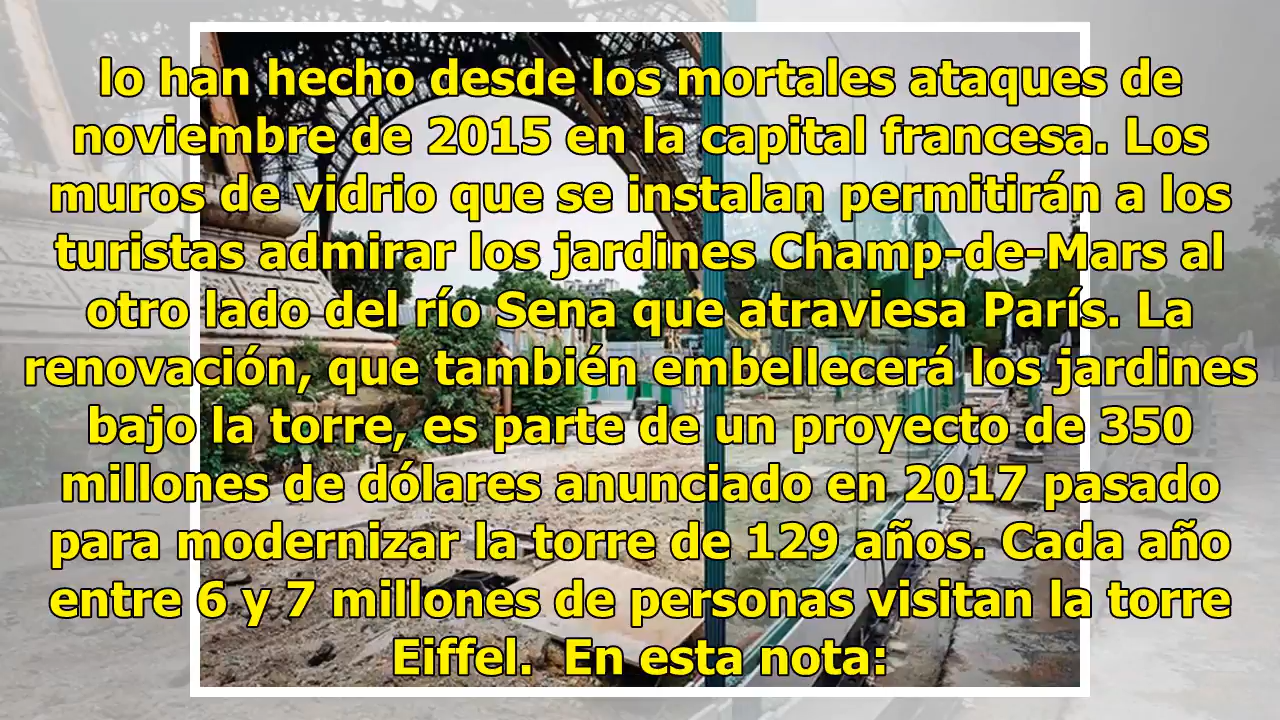 lo han hecho desde los mortales ataques de
noviembre de 2015 en la capital francesa. Los
muros de vidrio que se instalan permitirán a los
turistas admirar los jardines Champ-de-Mars al
otro lado del río Sena que atraviesa París. La
renovación, que también embellecerá los jardines
bajo la torre, es parte de un proyecto de 350
millones de dólares anunciado en 2017 pasado
para modernizar la torre de 129 años. Cada año
entre 6 y 7 millones de personas visitan la torre
Eiffel.  En esta nota: